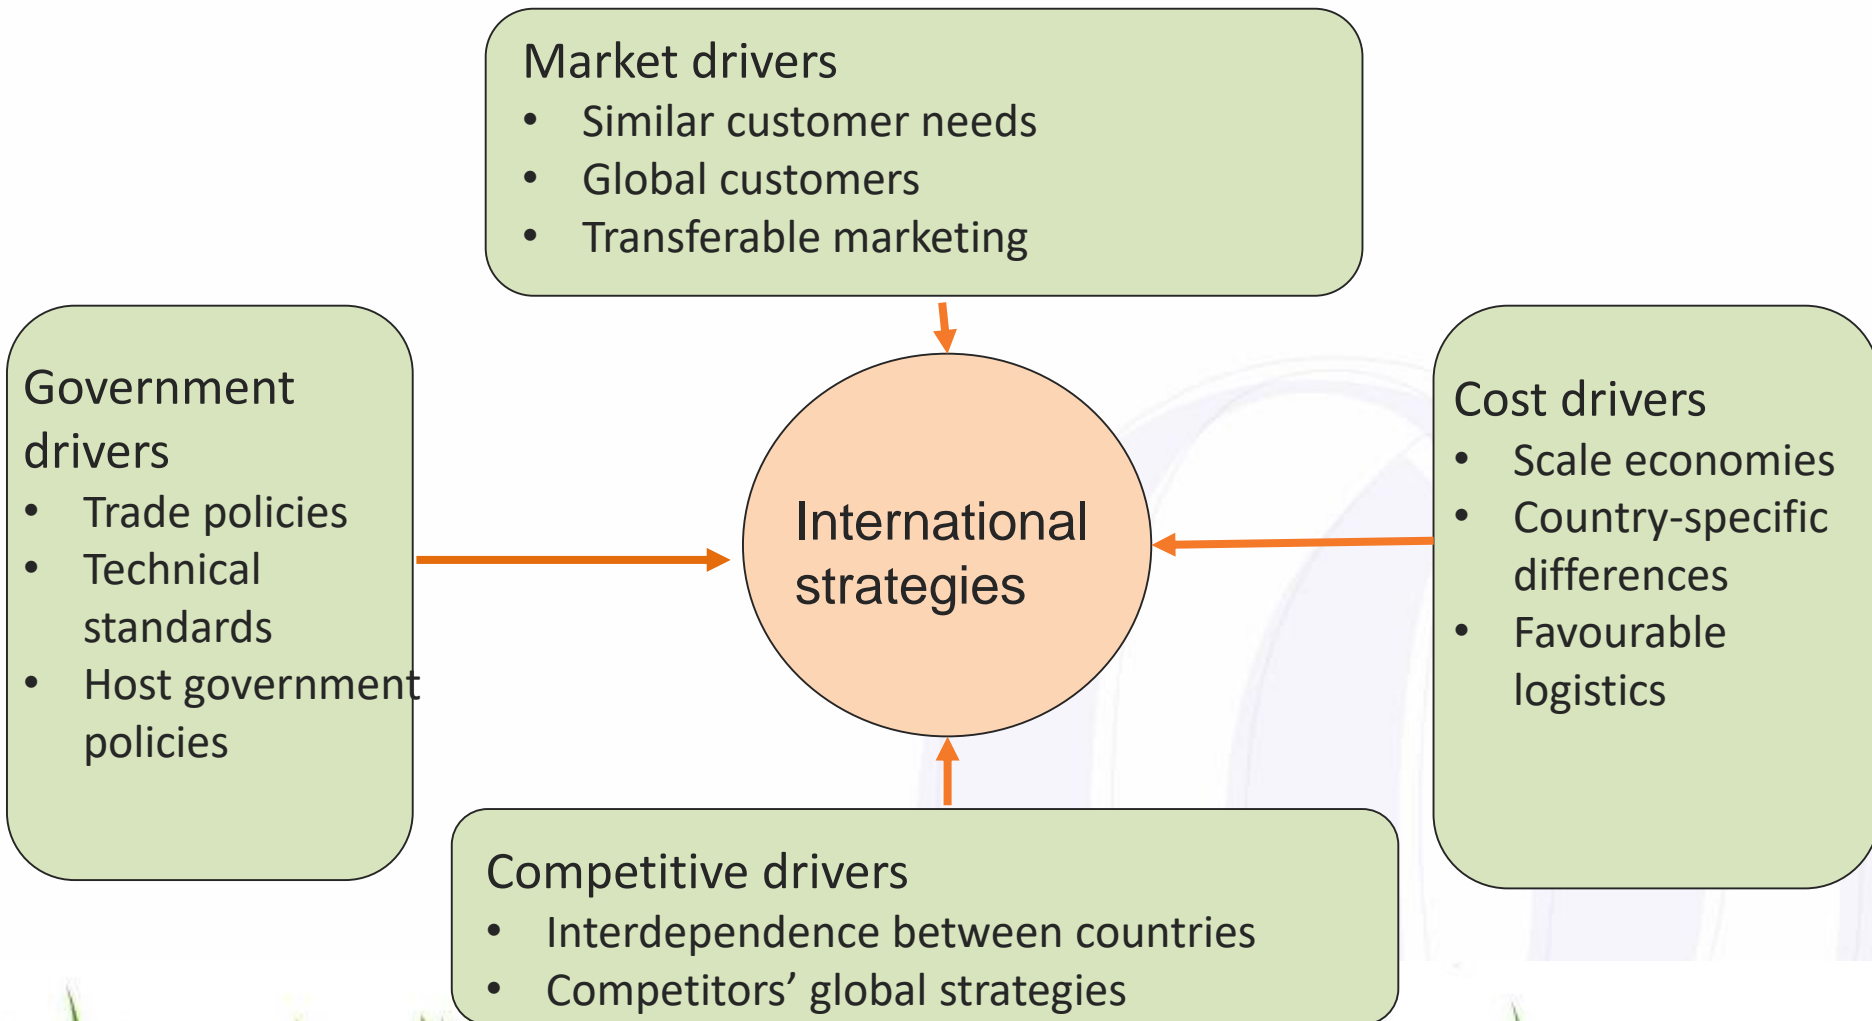 Market drivers
• Similar customer needs
• Global customers
• Transferable marketing
Government
drivers
• Trade policies
• Technical
standards
• Host government
policies
International
strategies
Cost drivers
• Scale economies
• Country-specific
differences
• Favourable
logistics
Competitive drivers
• Interdependence between countries
• Competitors’ global strategies